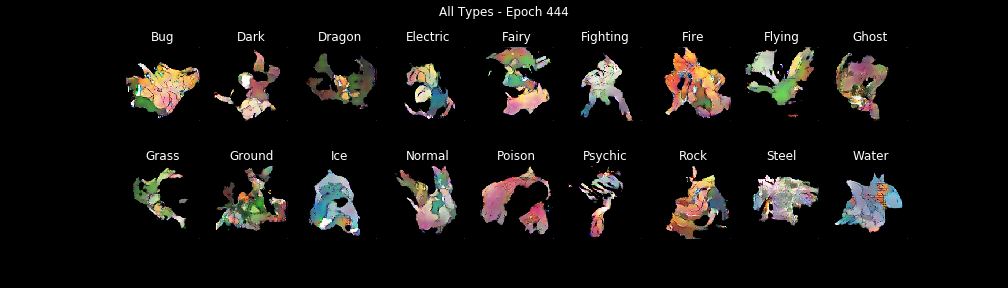 All Types - Epoch 444
Bug Dark Dragon Electric Fairy Fighting Fire Flying Ghost
Grass Ground Ice Normal Poison Psychic Rock Steel Water